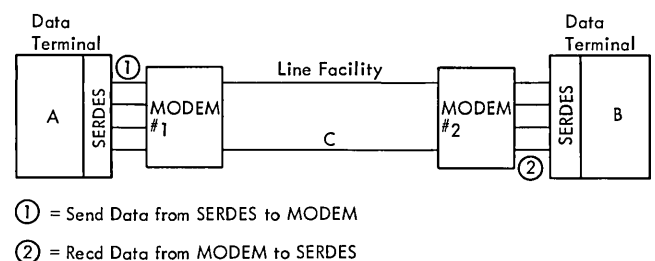 Data
Terminal
Data
Terminal
①
Line Facility
A
SERDES
MODEM
#1
C
MODEM
#2
SERDES
B
②
① = Send Data from SERDES to MODEM
② = Recd Data from MODEM to SERDES